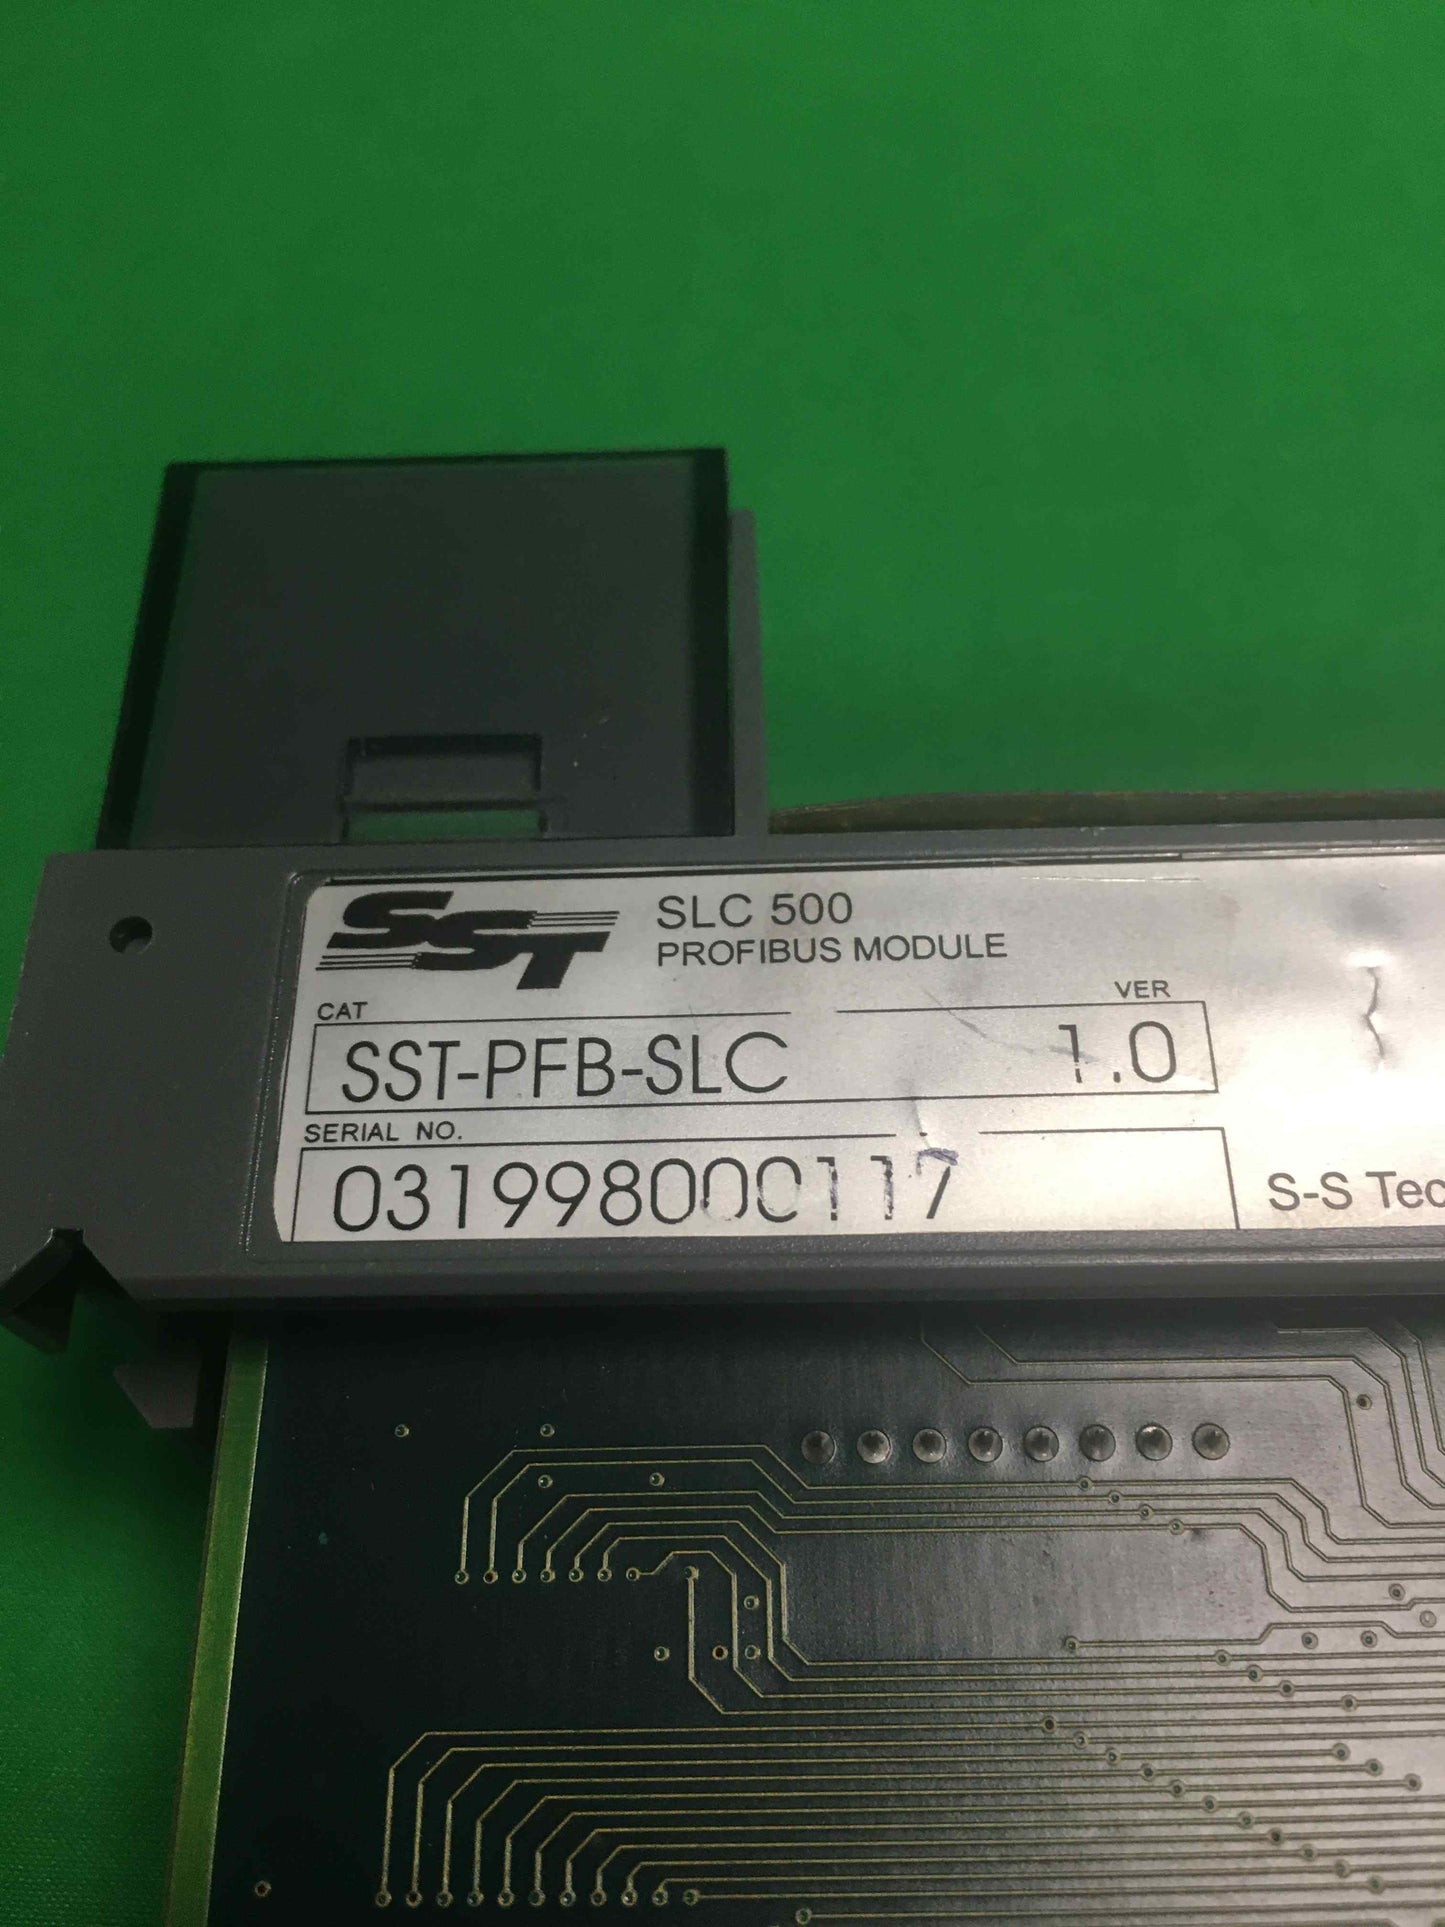 SST
SLC 500
PROFIBUS MODULE
CAT
VER
SST-PFB-SLC
1.0
SERIAL NO.
031998000117
S-S Tec